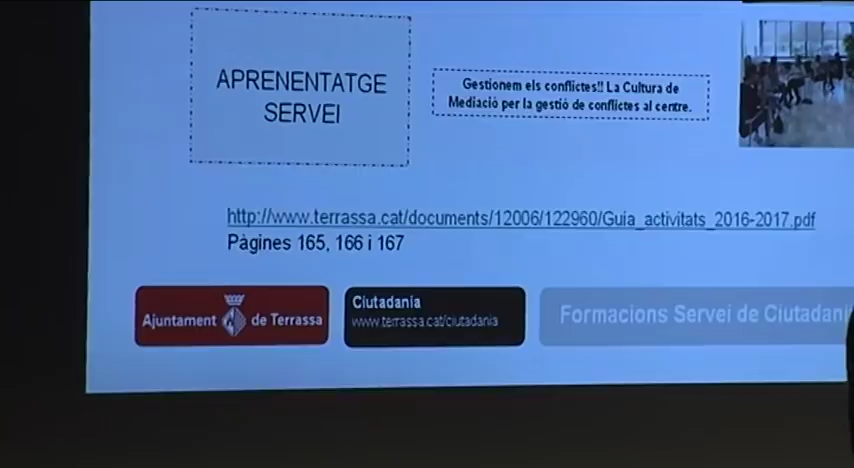 APRENENTATGE
SERVEI
Gestionem els conflictes!! La Cultura de
Mediació per la gestió de conflictes al centre.
http://www.terrassa.cat/documents/12006/122960/Guia_activitats_2016-2017.pdf
Pàgines 165, 166 i 167
Ajuntament de Terrassa
Ciutadania
www.terrassa.cat/ciutadania
Formacions Servei de